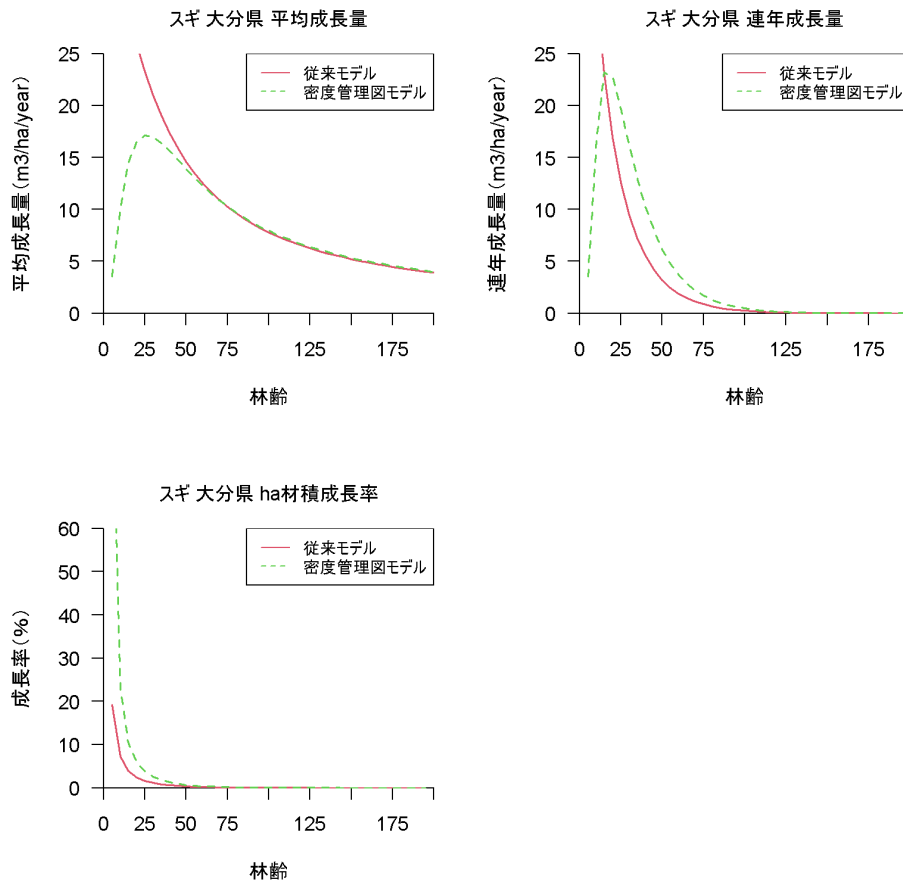 スギ 大分県 平均成長量
平均成長量(m3/ha/year)
25
20
15
10
5
0
従来モデル
密度管理図モデル
0 25 50 75 125 175
林齢
スギ 大分県 連年成長量
連年成長量(m3/ha/year)
25
20
15
10
5
0
従来モデル
密度管理図モデル
0 25 50 75 125 175
林齢
スギ 大分県 ha材積成長率
成長率(%)
60
50
40
30
20
10
0
従来モデル
密度管理図モデル
0 25 50 75 125 175
林齢